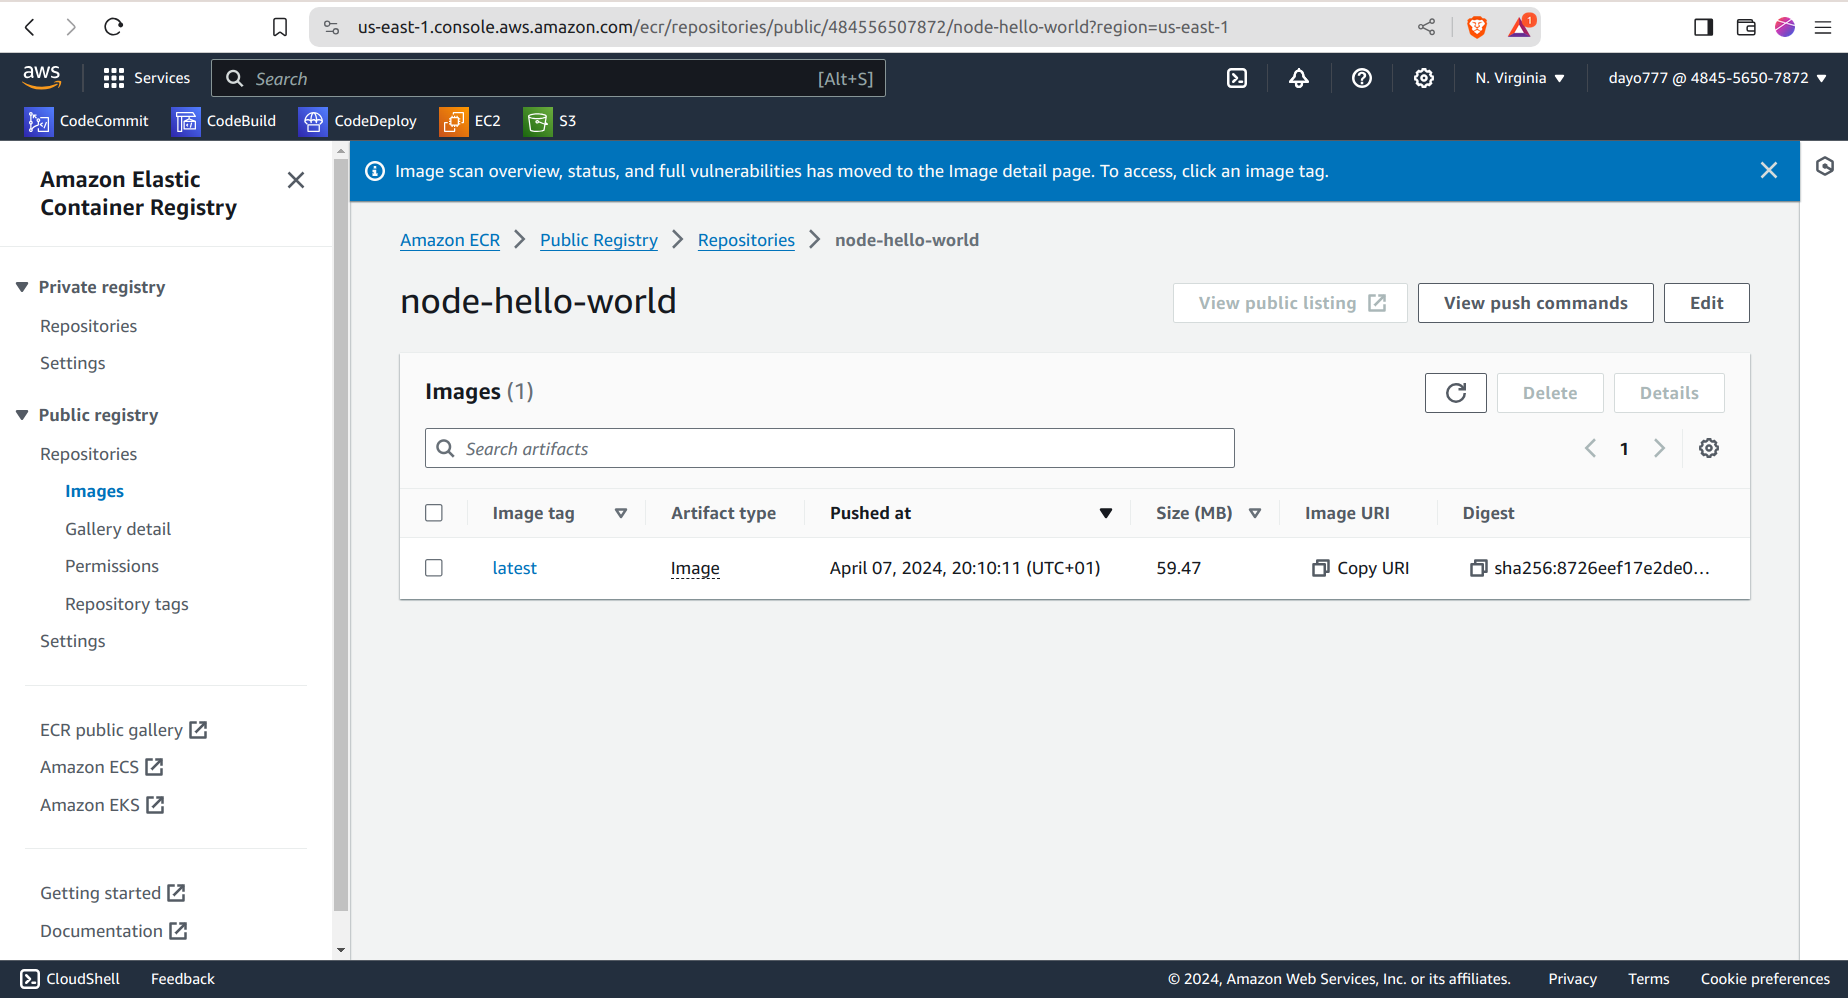 us-east-1.console.aws.amazon.com/ecr/repositories/public/484556507872/node-hello-world?region=us-east-1
1
aws
Services
Search
[Alt+S]
N. Virginia
dayo777 @ 4845-5650-7872
CodeCommit
CodeBuild
CodeDeploy
EC2
S3
Amazon Elastic
Container Registry
Private registry
Repositories
Settings
Public registry
Repositories
Images
Gallery detail
Permissions
Repository tags
Settings
ECR public gallery
Amazon ECS
Amazon EKS
Getting started
Documentation
Image scan overview, status, and full vulnerabilities has moved to the Image detail page. To access, click an image tag.
Amazon ECR > Public Registry > Repositories > node-hello-world
node-hello-world
View public listing
View push commands
Edit
Images (1)
Delete
Details
Search artifacts
1
Image tag Artifact type Pushed at Size (MB) Image URI Digest
latest Image April 07, 2024, 20:10:11 (UTC+01) 59.47 Copy URI sha256:8726eef17e2de0...
CloudShell
Feedback
© 2024, Amazon Web Services, Inc. or its affiliates.
Privacy
Terms
Cookie preferences